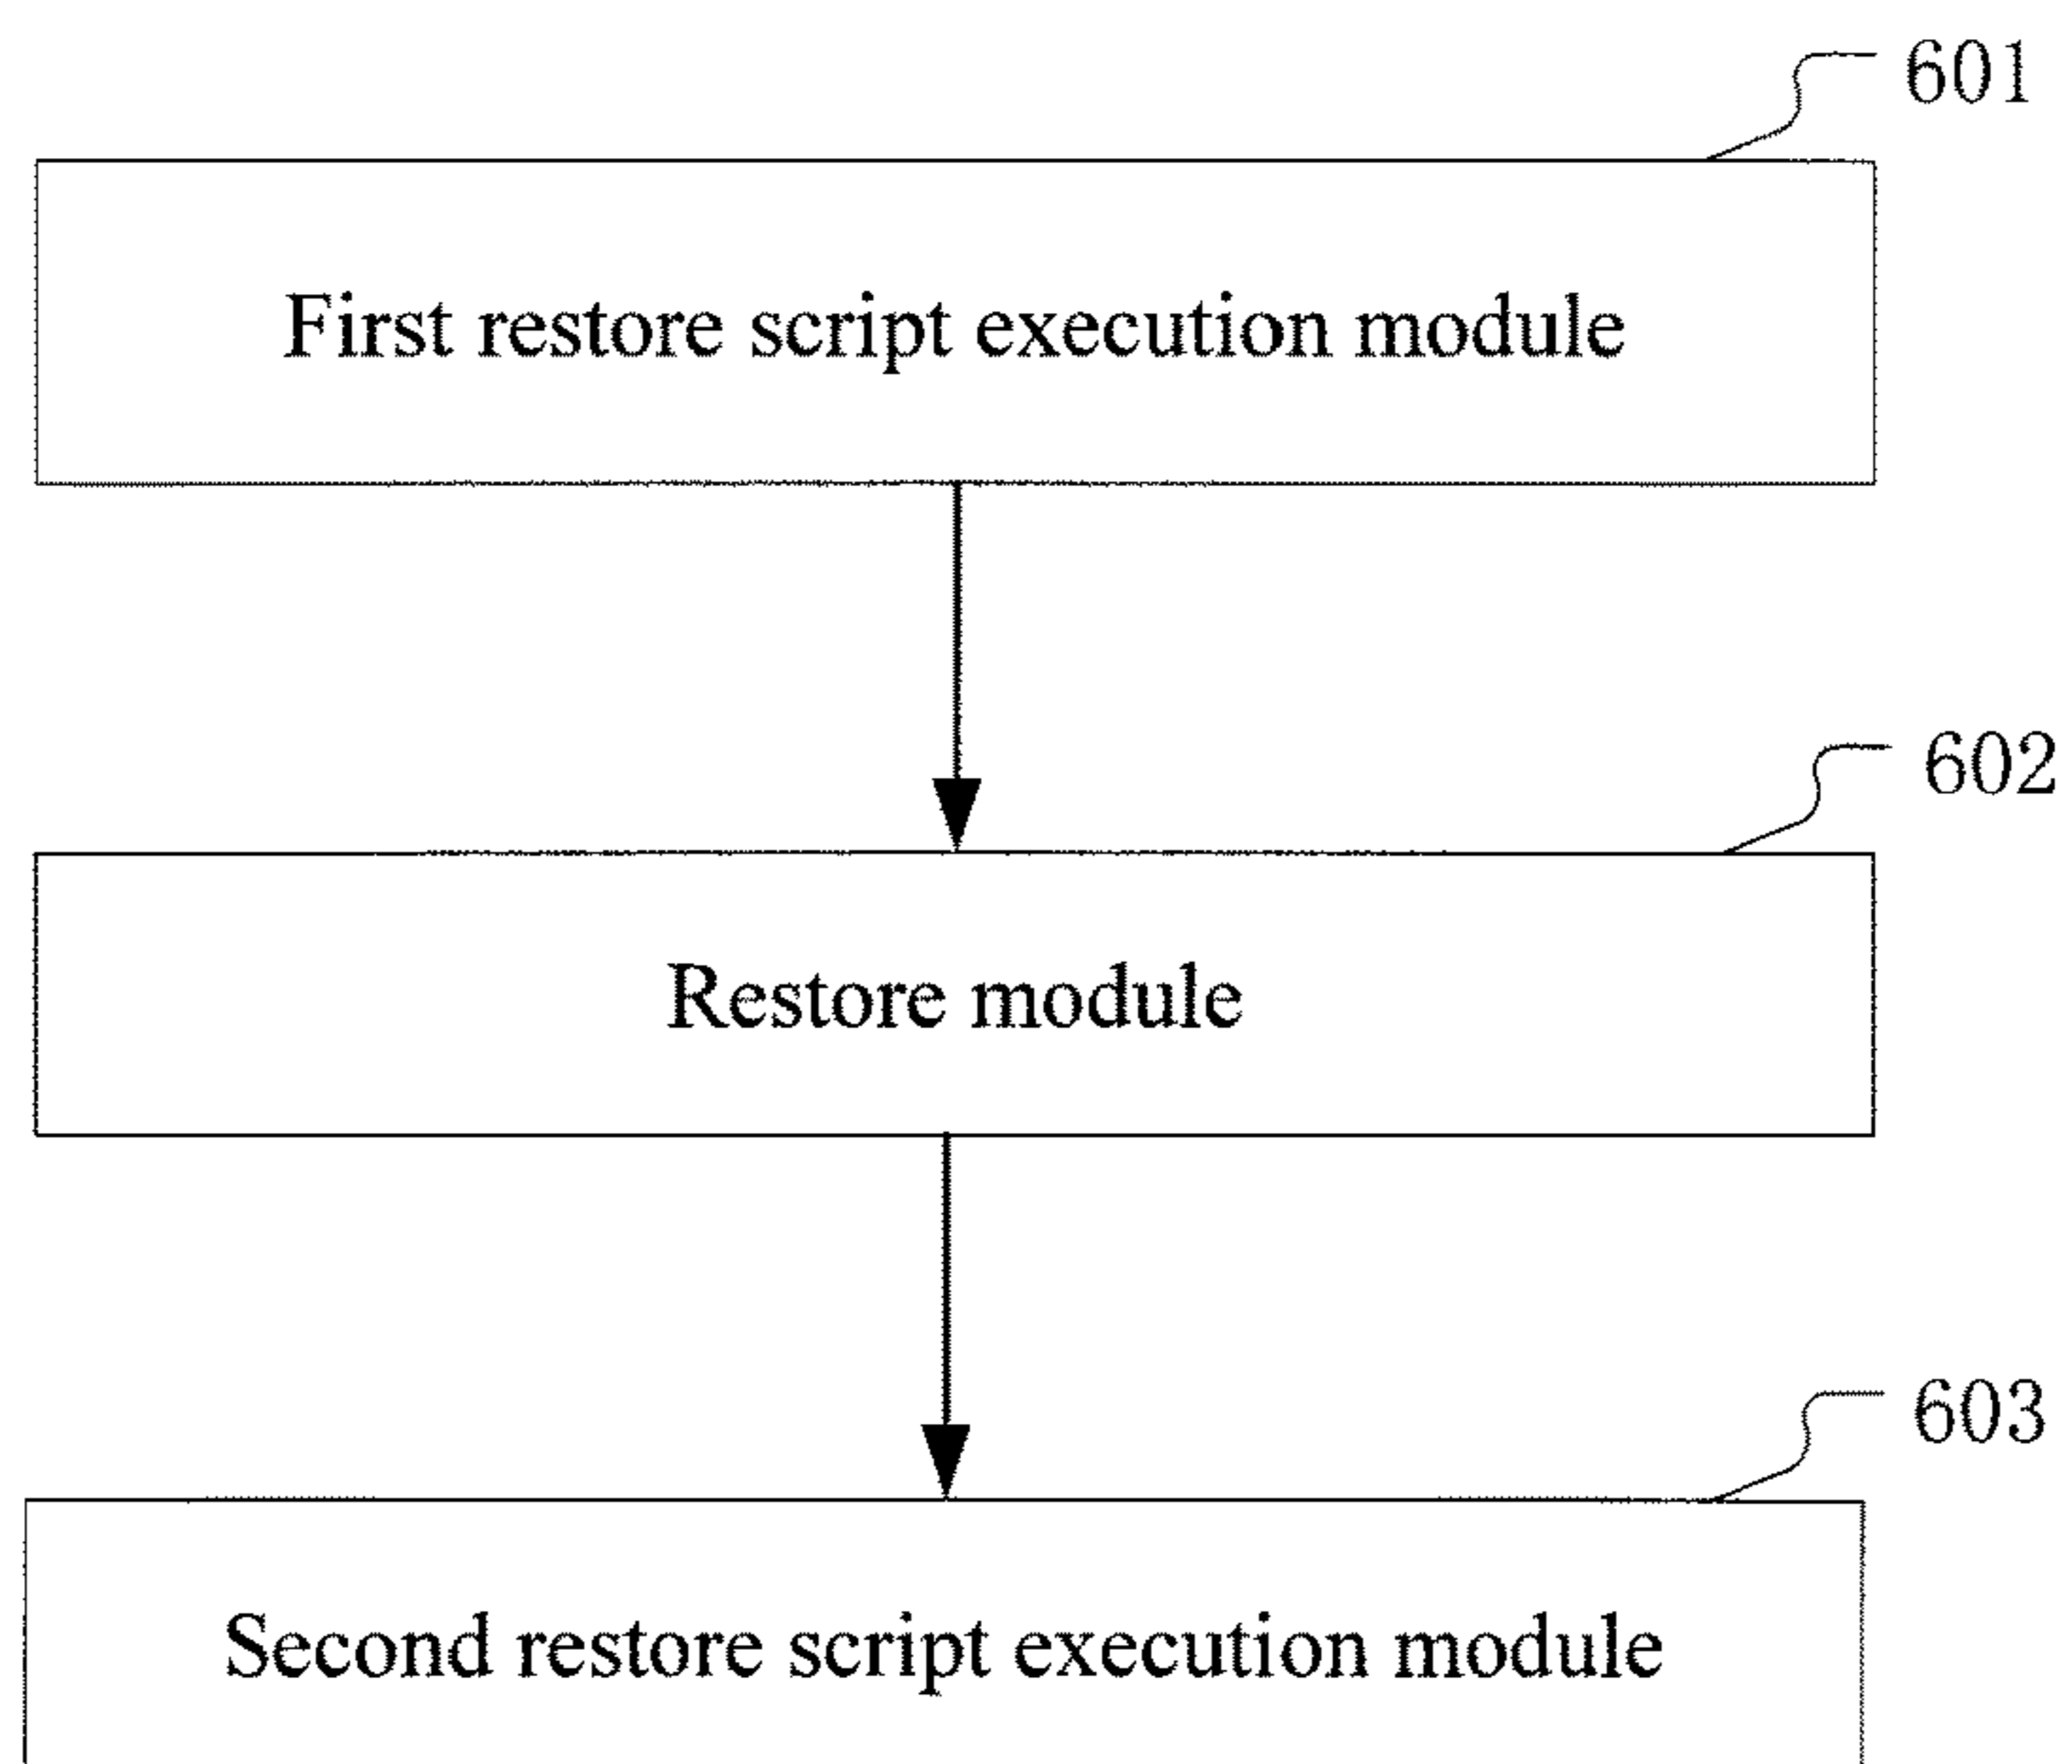 601
First restore script execution module
602
Restore module
603
Second restore script execution module